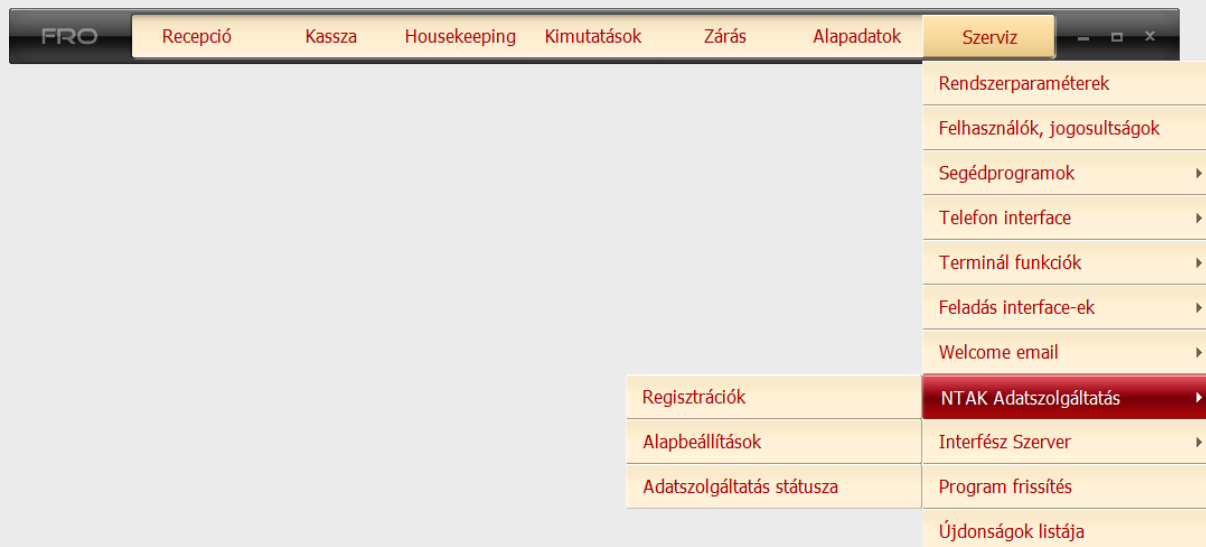 FRO Recepció Kassza Housekeeping Kimutatások Zárás Alapadatok Szerviz
Rendszerparaméterek
Felhasználók, jogosultságok
Segédprogramok
Telefon interface
Terminál funkciók
Feladás interface-ek
Welcome email
Regisztrációk NTAK Adatszolgáltatás
Alapbeállítások Interfész Szerver
Adatszolgáltatás státusza Program frissítés
Újdonságok listája